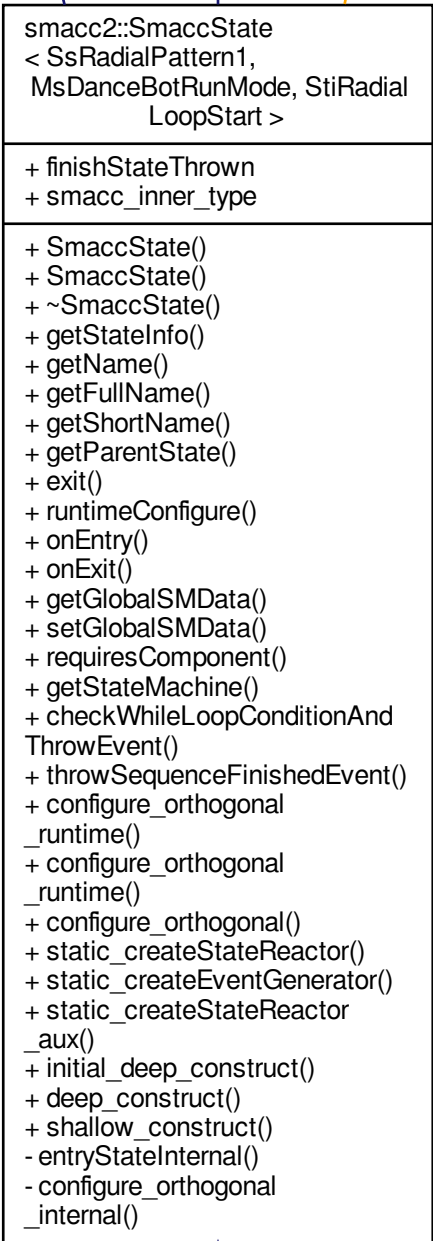 smacc2::SmaccState
< SsRadialPattern1,
MsDanceBotRunMode, StiRadial
LoopStart >
+ finishStateThrown
+ smacc_inner_type
+ SmaccState()
+ SmaccState()
+ ~SmaccState()
+ getStateInfo()
+ getName()
+ getFullName()
+ getShortName()
+ getParentState()
+ exit()
+ runtimeConfigure()
+ onEntry()
+ onExit()
+ getGlobalSMData()
+ setGlobalSMData()
+ requiresComponent()
+ getStateMachine()
+ checkWhileLoopConditionAnd
ThrowEvent()
+ throwSequenceFinishedEvent()
+ configure_orthogonal
_runtime()
+ configure_orthogonal
_runtime()
+ configure_orthogonal()
+ static_createStateReactor()
+ static_createEventGenerator()
+ static_createStateReactor
_aux()
+ initial_deep_construct()
+ deep_construct()
+ shallow_construct()
- entryStateInternal()
- configure_orthogonal
_internal()